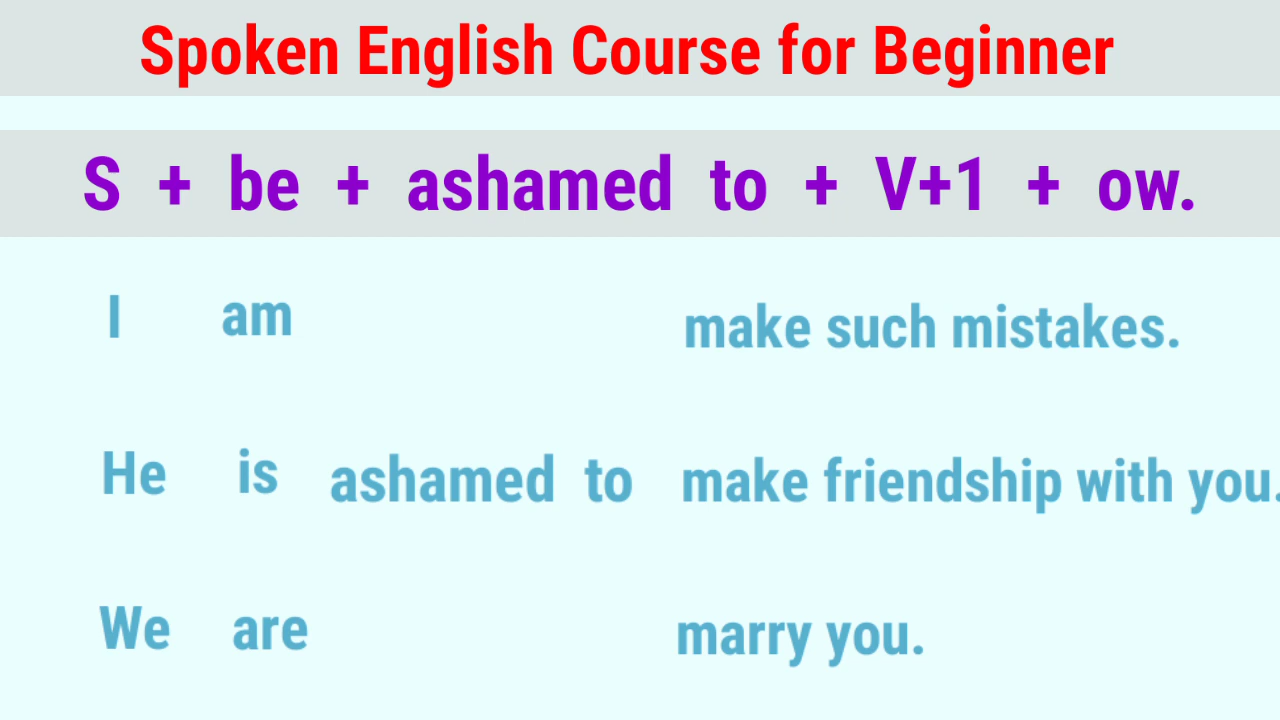 Spoken English Course for Beginner
S + be + ashamed to + V+1 + ow.
I am make such mistakes.
He is ashamed to make friendship with you.
We are marry you.